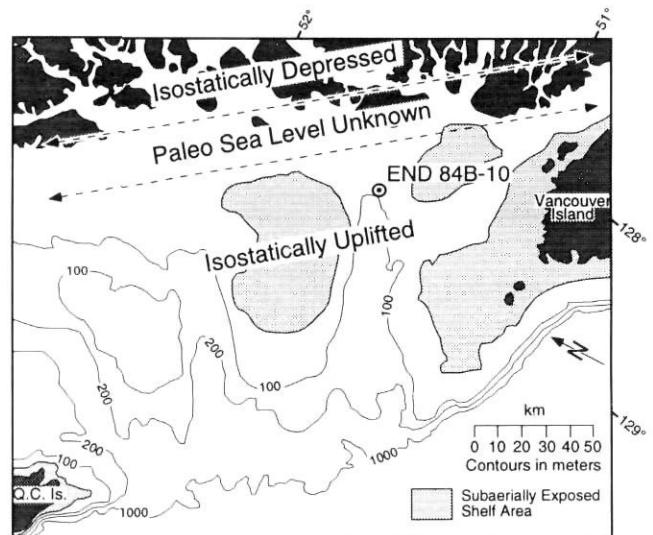 52°
51°
Isostatically Depressed
Paleo Sea Level Unknown
END 84B-10
Vancouver
Island
128°
Isostatically Uplifted
100
100
200
200
100
200
100
129°
N
km
0 10 20 30 40 50
Contours in meters
1000
Q.C. Is.
1000
Subaerially Exposed
Shelf Area